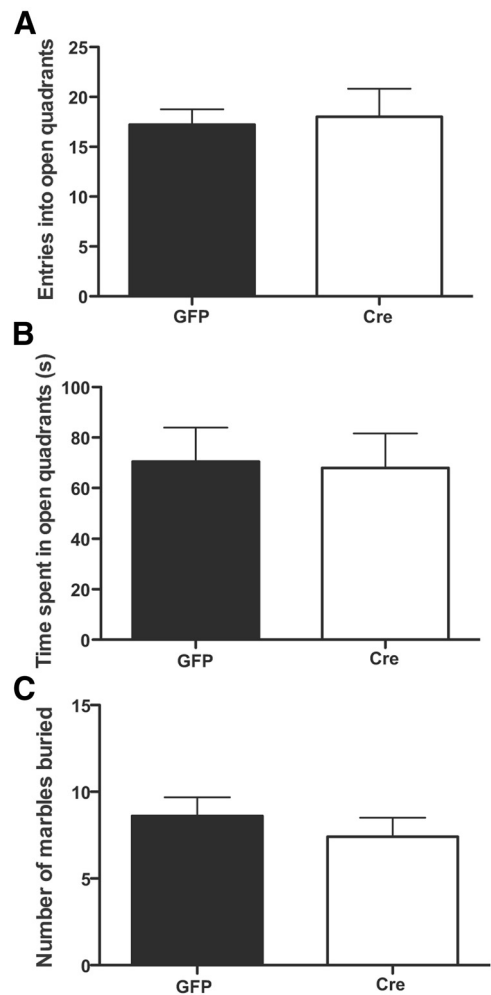 A
Entries into open quadrants
25
20
15
10
5
0
GFP
Cre
B
Time spent in open quadrants (s)
100
80
60
40
20
0
GFP
Cre
C
Number of marbles buried
15
10
5
0
GFP
Cre